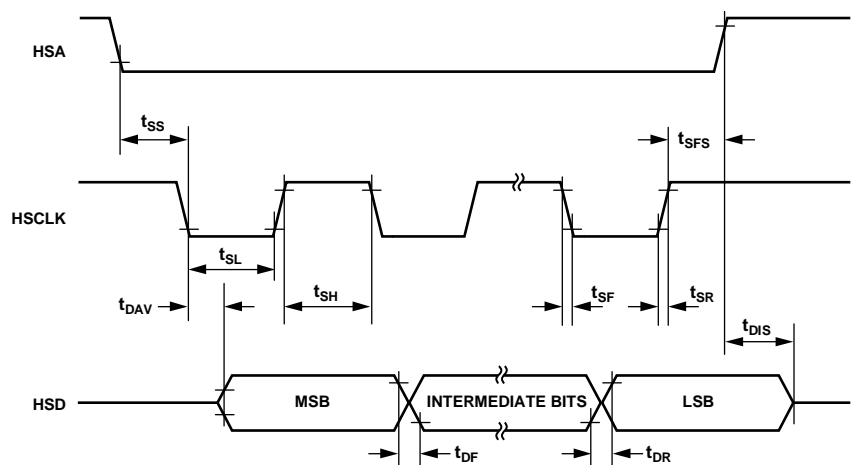 HSA
tSS
tSFS
HSCLK
tSL
tSH
tSF
tSR
tDAV
tDIS
HSD
MSB
INTERMEDIATE BITS
LSB
tDF
tDR